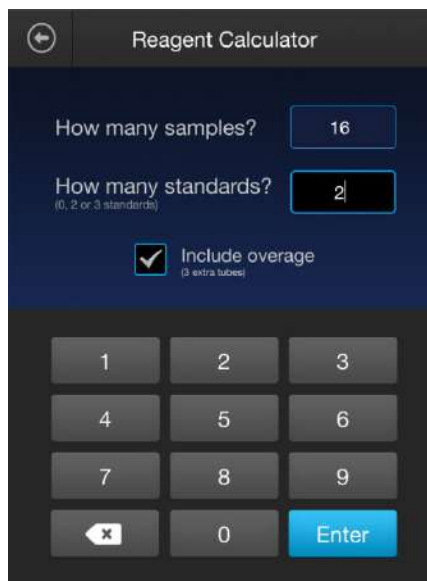 Reagent Calculator
How many samples? 16
How many standards? 2
(0, 2 or 3 standards)
Include overage
(3 extra tubes)
1 2 3
4 5 6
7 8 9
0 Enter